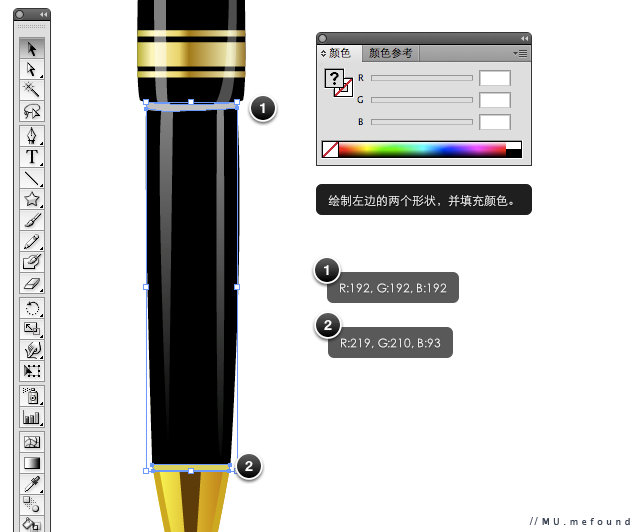 颜色
颜色参考
R
G
B
?
T
1
绘制左边的两个形状，并填充颜色。
1
R:192, G:192, B:192
2
R:219, G:210, B:93
2
//MU.mefound